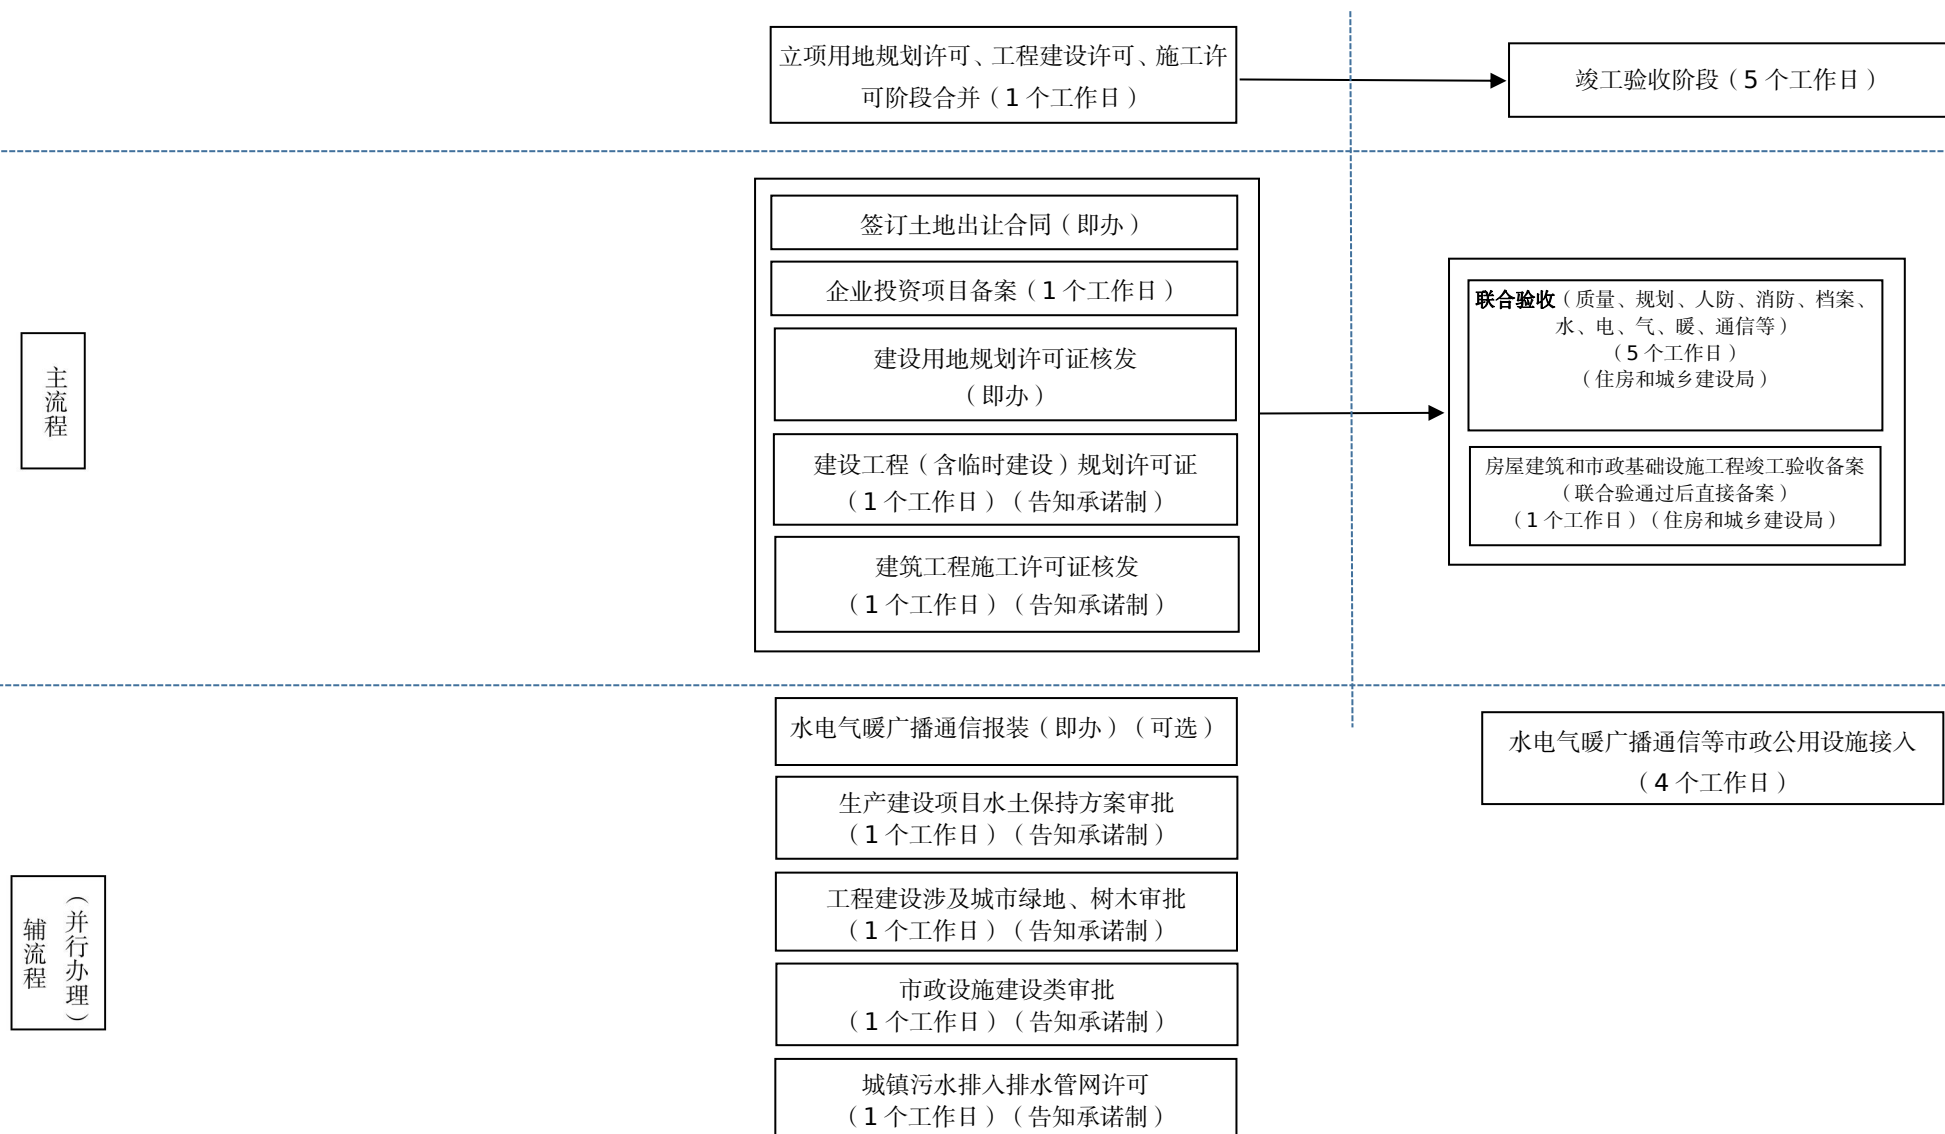 立项用地规划许可、工程建设许可、施工许
可阶段合并（1个工作日）
竣工验收阶段（5个工作日）
主流程
签订土地出让合同（即办）
企业投资项目备案（1个工作日）
建设用地规划许可证核发
（即办）
建设工程（含临时建设）规划许可证
（1个工作日）（告知承诺制）
建筑工程施工许可证核发
（1个工作日）（告知承诺制）
联合验收（质量、规划、人防、消防、档案、
水、电、气、暖、通信等）
（5个工作日）
（住房和城乡建设局）
房屋建筑和市政基础设施工程竣工验收备案
（联合验通过后直接备案）
（1个工作日）（住房和城乡建设局）
辅流程
（并行办理）
水电气暖广播通信报装（即办）（可选）
生产建设项目水土保持方案审批
（1个工作日）（告知承诺制）
工程建设涉及城市绿地、树木审批
（1个工作日）（告知承诺制）
市政设施建设类审批
（1个工作日）（告知承诺制）
城镇污水排入排水管网许可
（1个工作日）（告知承诺制）
水电气暖广播通信等市政公用设施接入
（4个工作日）